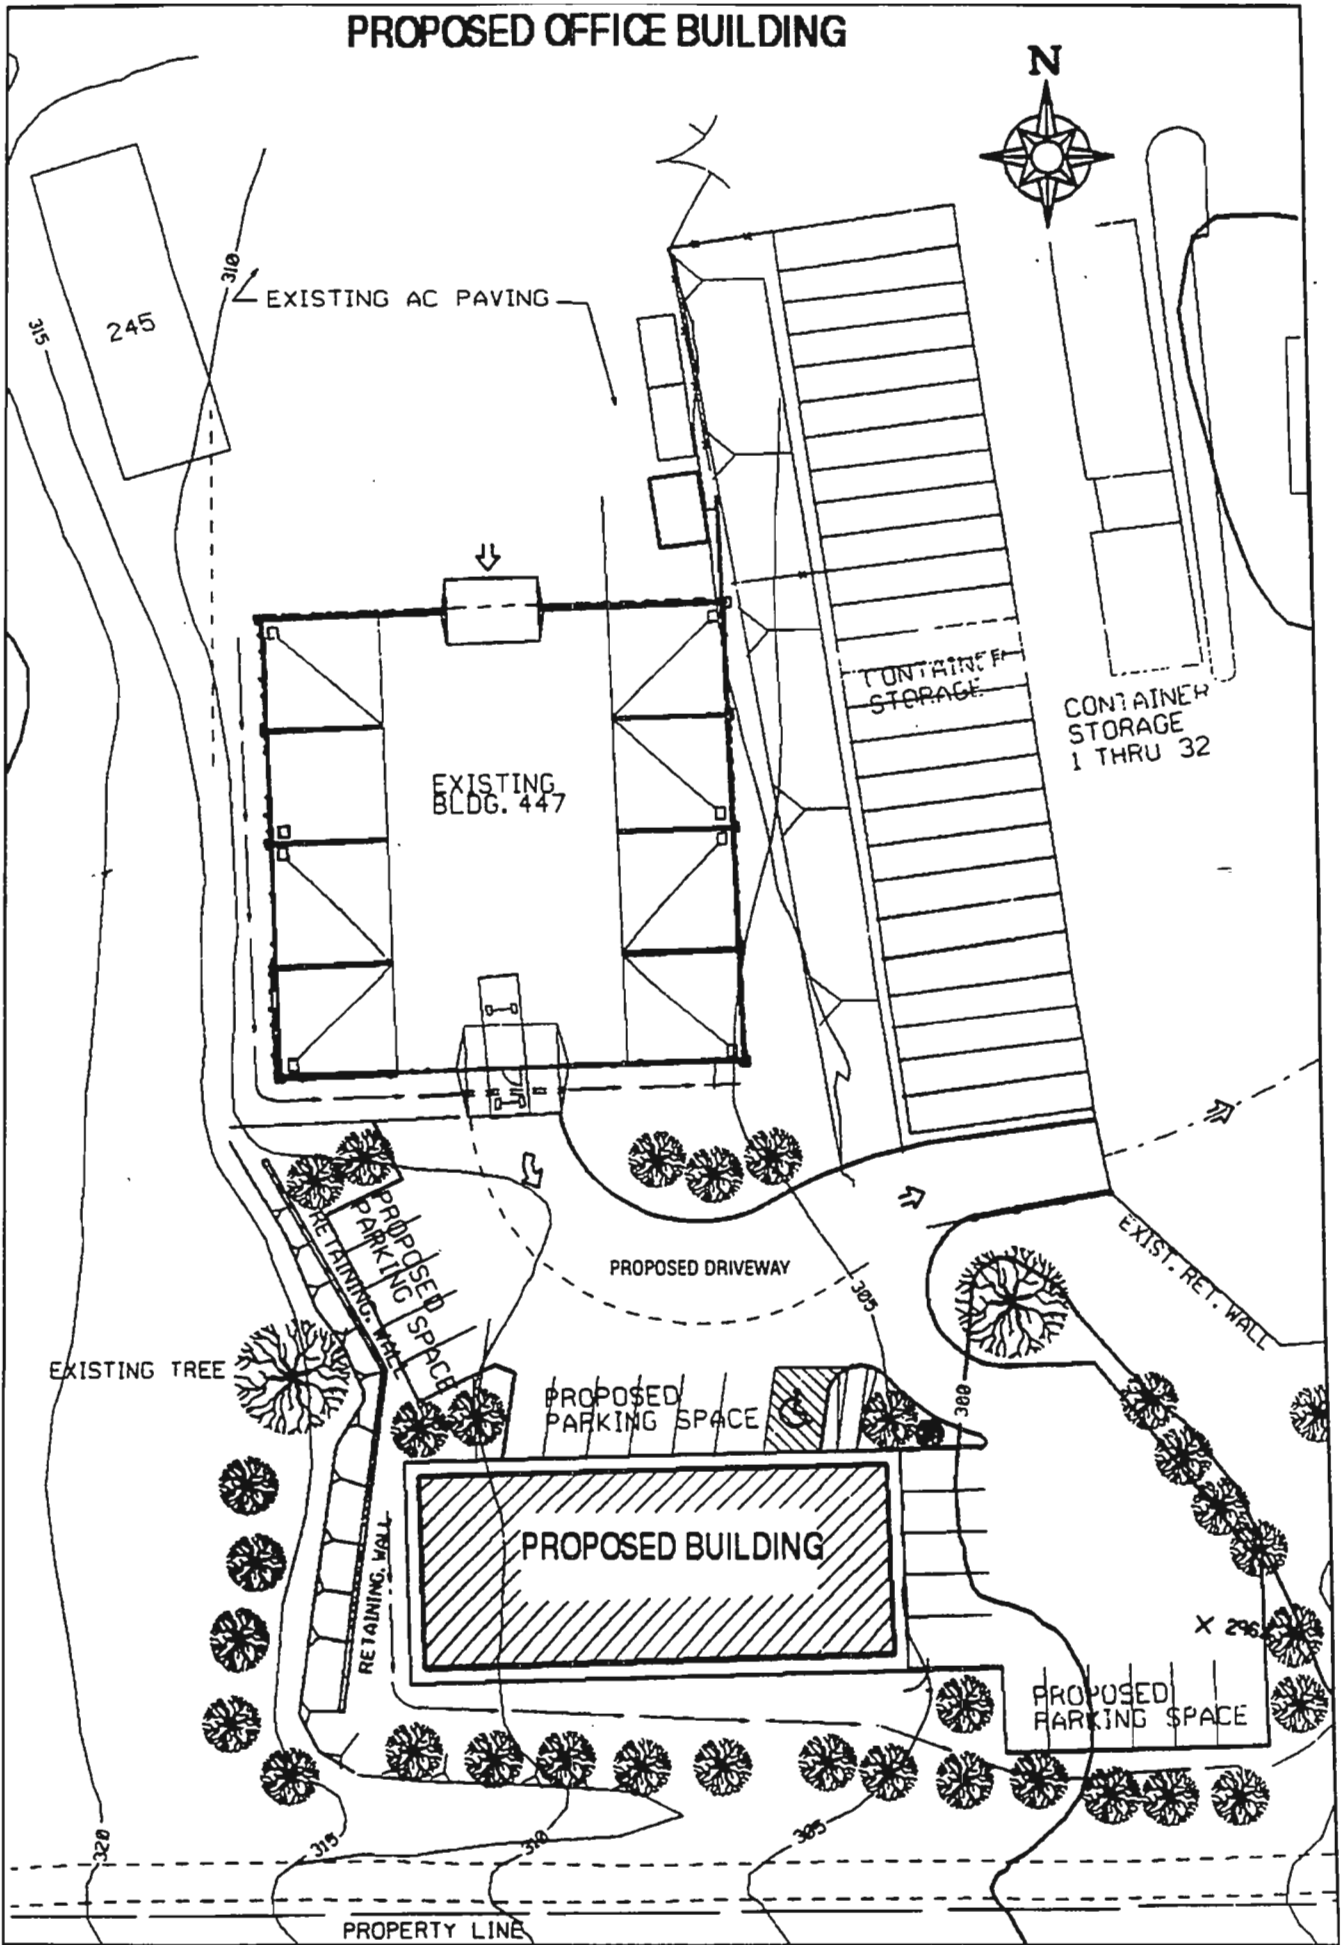 PROPOSED OFFICE BUILDING
N
310
EXISTING AC PAVING
315
245
CONTAINER
STORAGE
CONTAINER
STORAGE
1 THRU 32
EXISTING
BLDG. 447
PROPOSED
PARKING SPACE
RETAINING WALL
PROPOSED DRIVEWAY
305
EXIST. RET. WALL
EXISTING TREE
PROPOSED
PARKING SPACE
300
PROPOSED BUILDING
RETAINING WALL
X 296
PROPOSED
PARKING SPACE
320
315
310
305
PROPERTY LINE